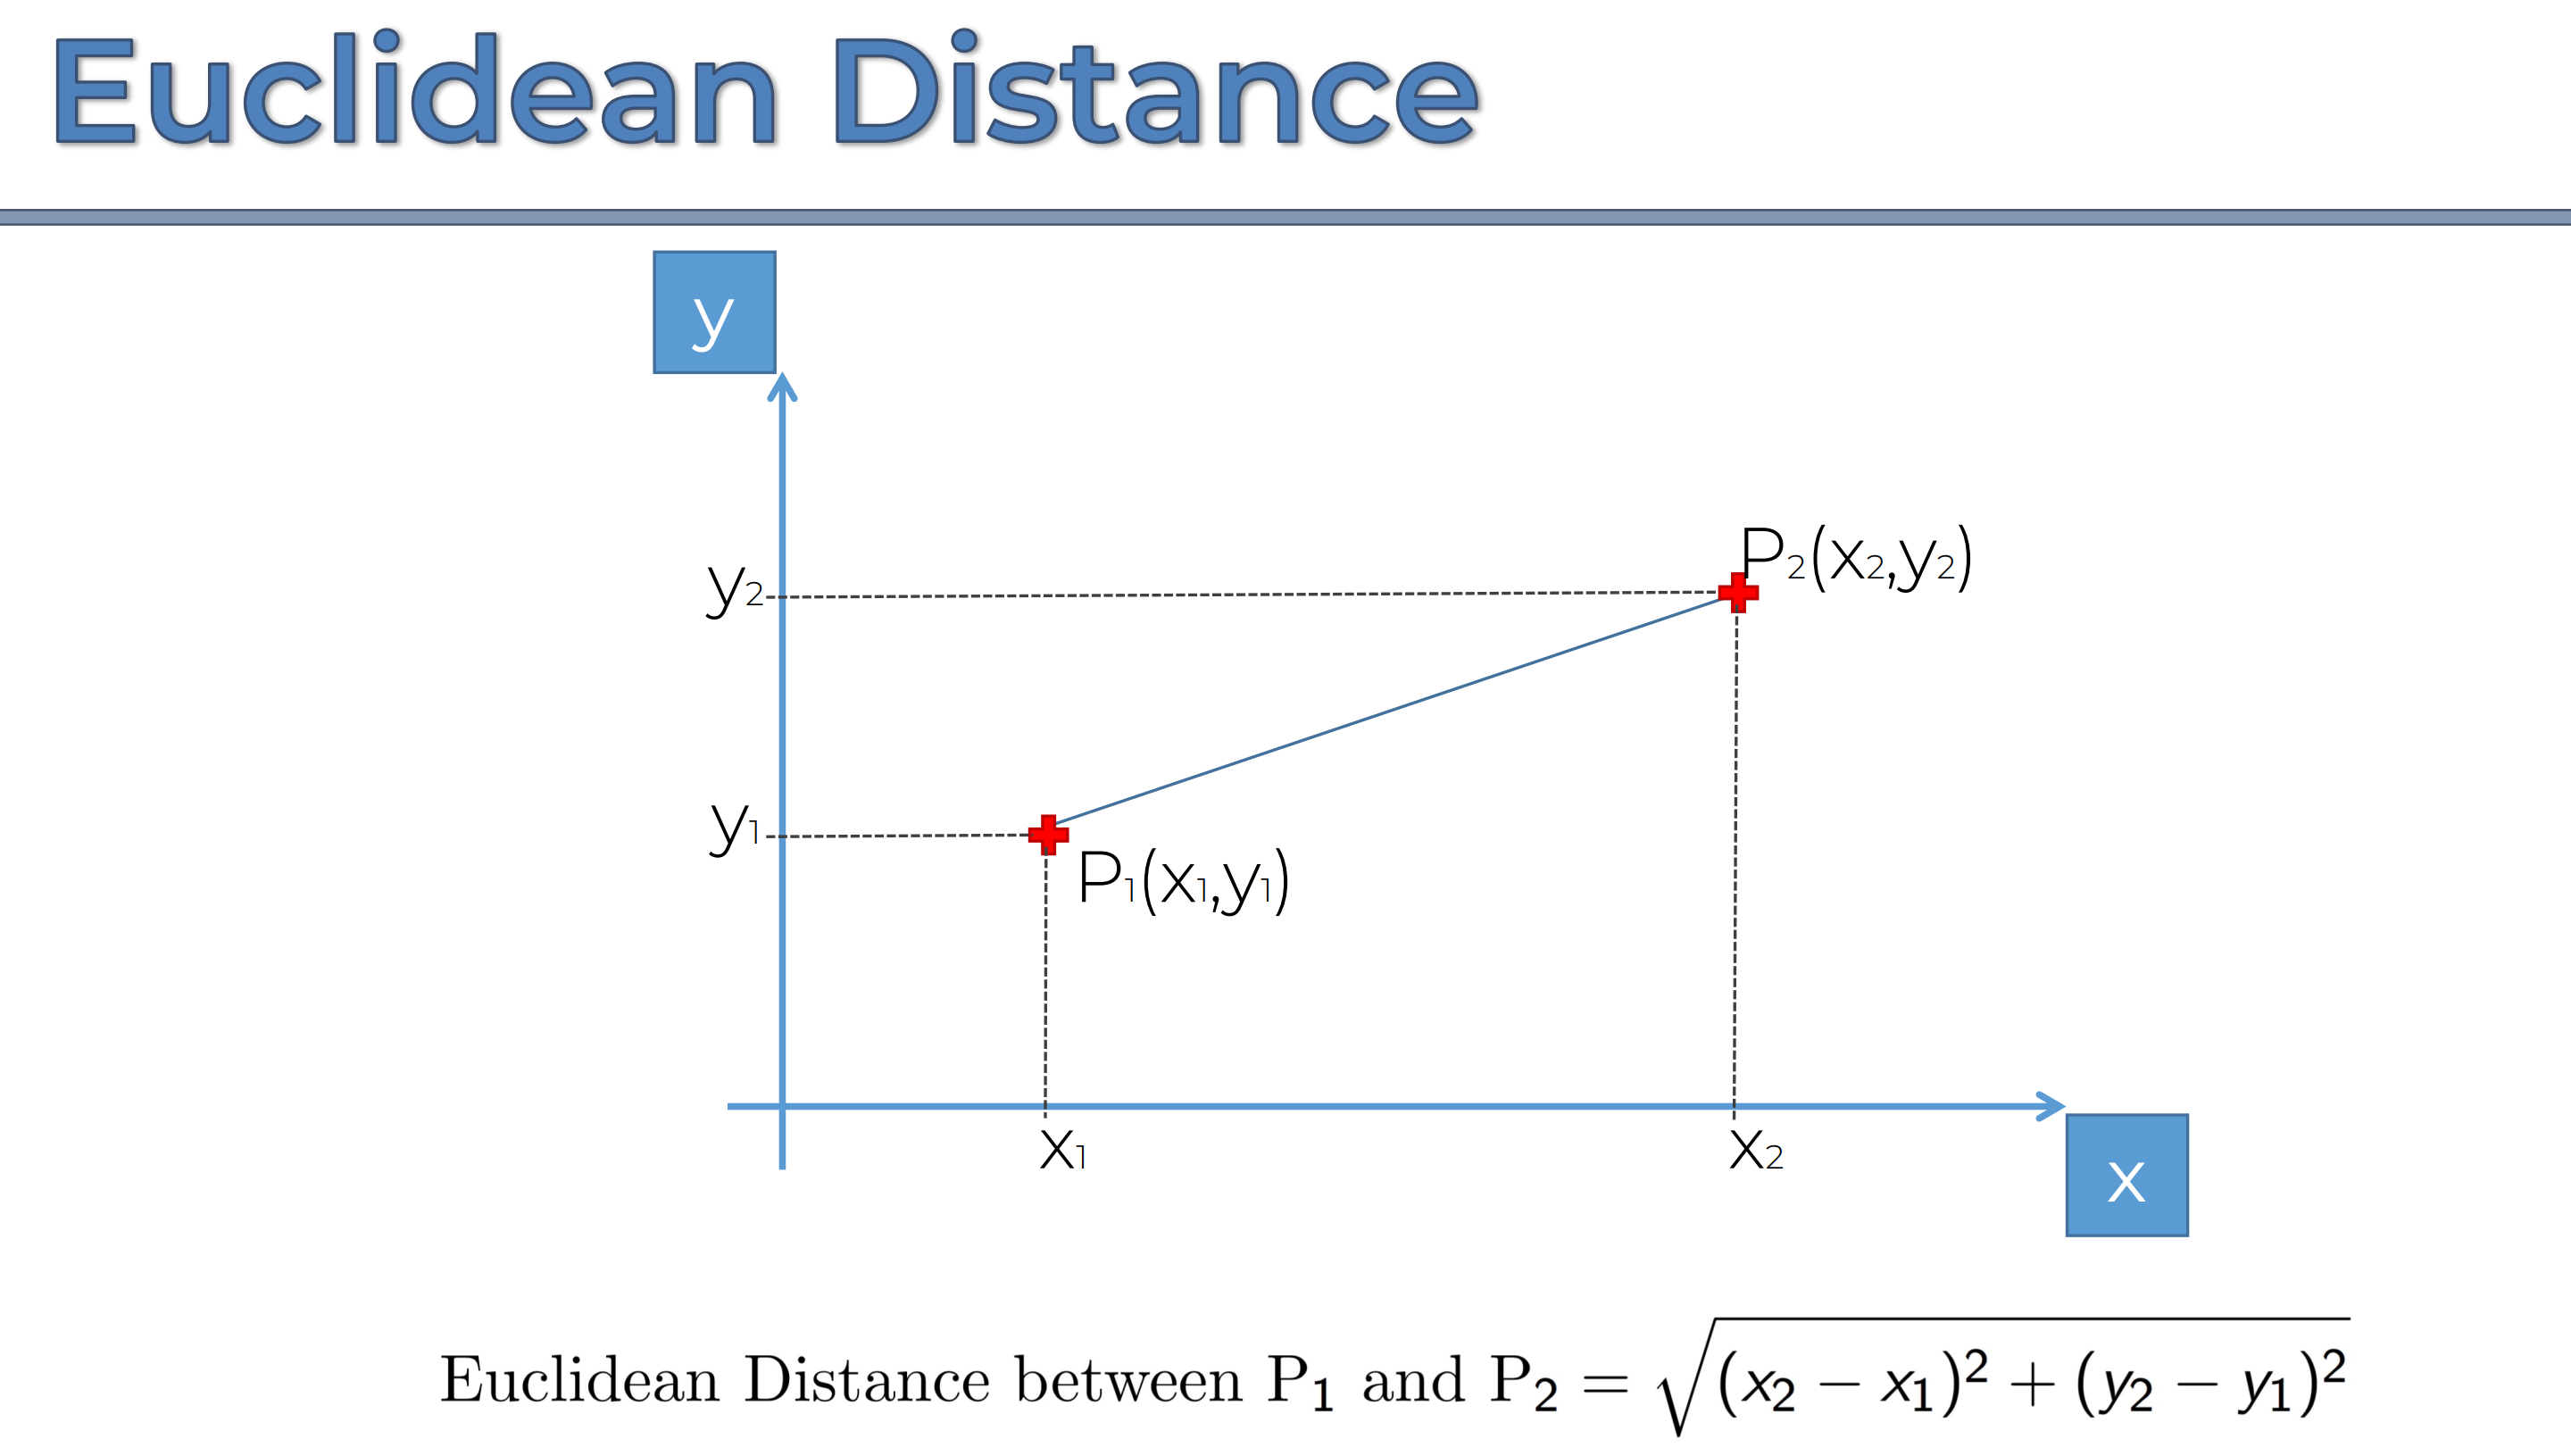 Euclidean Distance
y
P₂(x₂,y₂)
y₂
y₁
P₁(x₁,y₁)
x₁
x₂
x
Euclidean Distance between P₁ and P₂ = √(x₂ − x₁)² + (y₂ − y₁)²